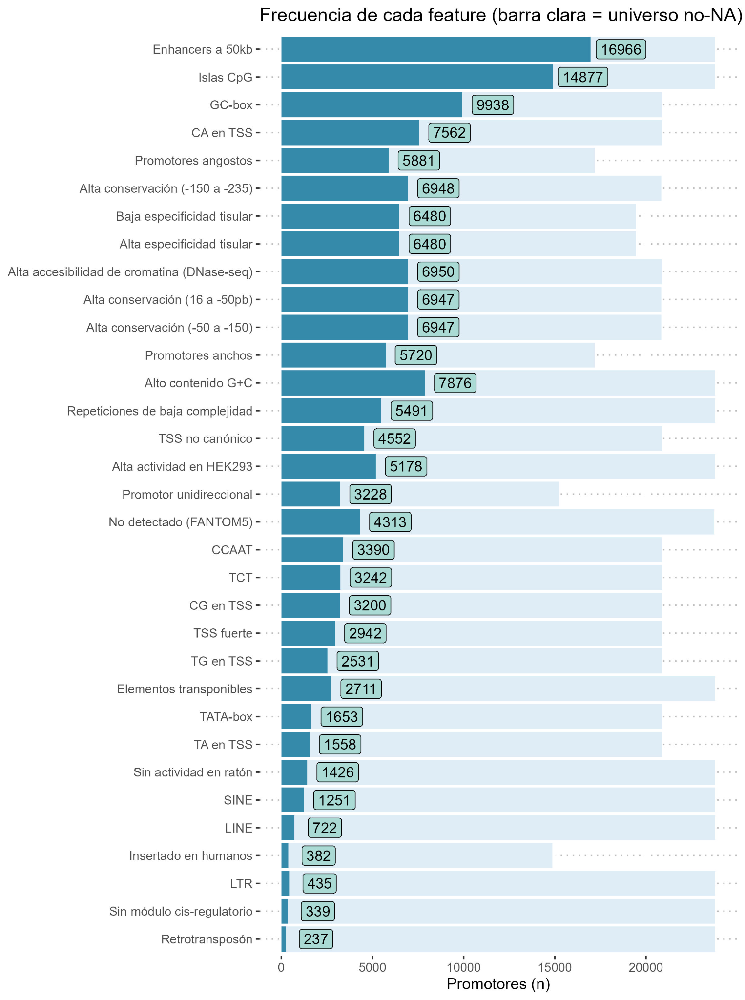 Frecuencia de cada feature (barra clara = universo no-NA)
Enhancers a 50kb 16966
Islas CpG 14877
GC-box 9938
CA en TSS 7562
Promotores angostos 5881
Alta conservación (-150 a -235) 6948
Baja especificidad tisular 6480
Alta especificidad tisular 6480
Alta accesibilidad de cromatina (DNase-seq) 6950
Alta conservación (16 a -50pb) 6947
Alta conservación (-50 a -150) 6947
Promotores anchos 5720
Alto contenido G+C 7876
Repeticiones de baja complejidad 5491
TSS no canónico 4552
Alta actividad en HEK293 5178
Promotor unidireccional 3228
No detectado (FANTOM5) 4313
CCAAT 3390
TCT 3242
CG en TSS 3200
TSS fuerte 2942
TG en TSS 2531
Elementos transponibles 2711
TATA-box 1653
TA en TSS 1558
Sin actividad en ratón 1426
SINE 1251
LINE 722
Insertado en humanos 382
LTR 435
Sin módulo cis-regulatorio 339
Retrotransposón 237
0 5000 10000 15000 20000
Promotores (n)